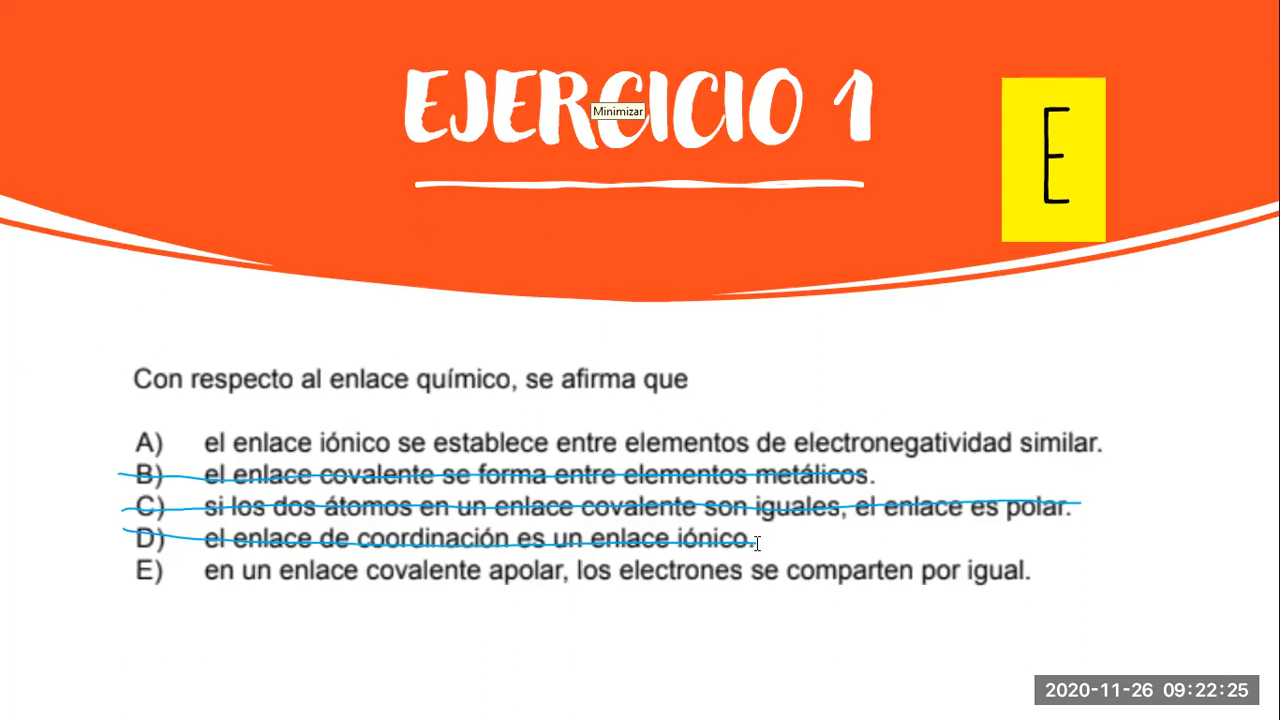 EJERCICIO 1
Minimizar
E
Con respecto al enlace químico, se afirma que
A) el enlace iónico se establece entre elementos de electronegatividad similar.
B) el enlace covalente se forma entre elementos metálicos.
C) si los dos átomos en un enlace covalente son iguales, el enlace es polar.
D) el enlace de coordinación es un enlace iónico.
E) en un enlace covalente apolar, los electrones se comparten por igual.
2020-11-26 09:22:25